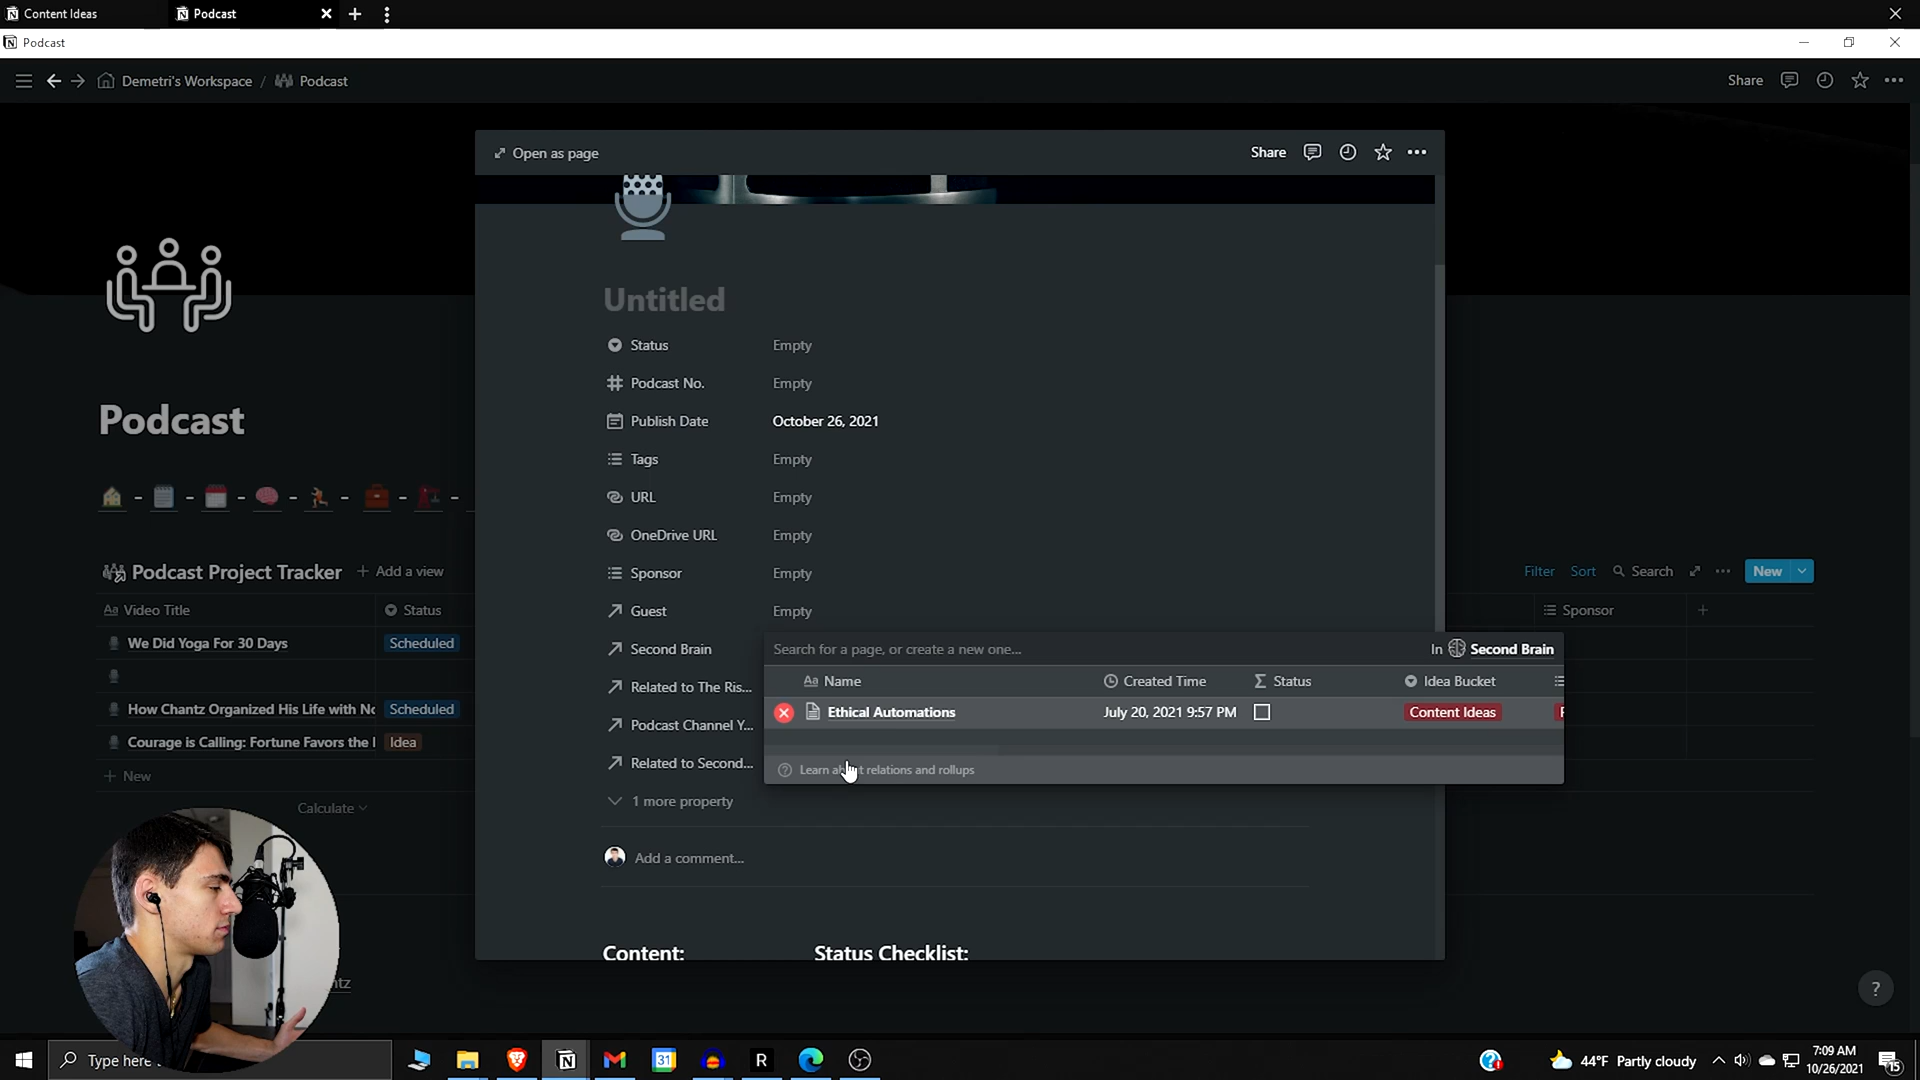 Content Ideas
Podcast
Podcast
Demetri's Workspace / Podcast
Share
Open as page
Share
Untitled
Status Empty
Podcast No. Empty
Publish Date October 26, 2021
Tags Empty
URL Empty
OneDrive URL Empty
Sponsor Empty
Guest Empty
Second Brain
Related to The Ris...
Podcast Channel Y...
Related to Second...
1 more property
Add a comment...
Content: Status Checklist:
Search for a page, or create a new one... In Second Brain
Name Created Time Status Idea Bucket
Ethical Automations July 20, 2021 9:57 PM Content Ideas
relations and rollups
Podcast
Podcast Project Tracker + Add a view
Filter Sort Search New
Aa Video Title Status Sponsor
We Did Yoga For 30 Days Scheduled
How Chantz Organized His Life with Scheduled
Courage is Calling: Fortune Favors the Idea
+ New
Calculate
ntz
?
Type here
31
R
44°F Partly cloudy
7:09 AM
10/26/2021
15